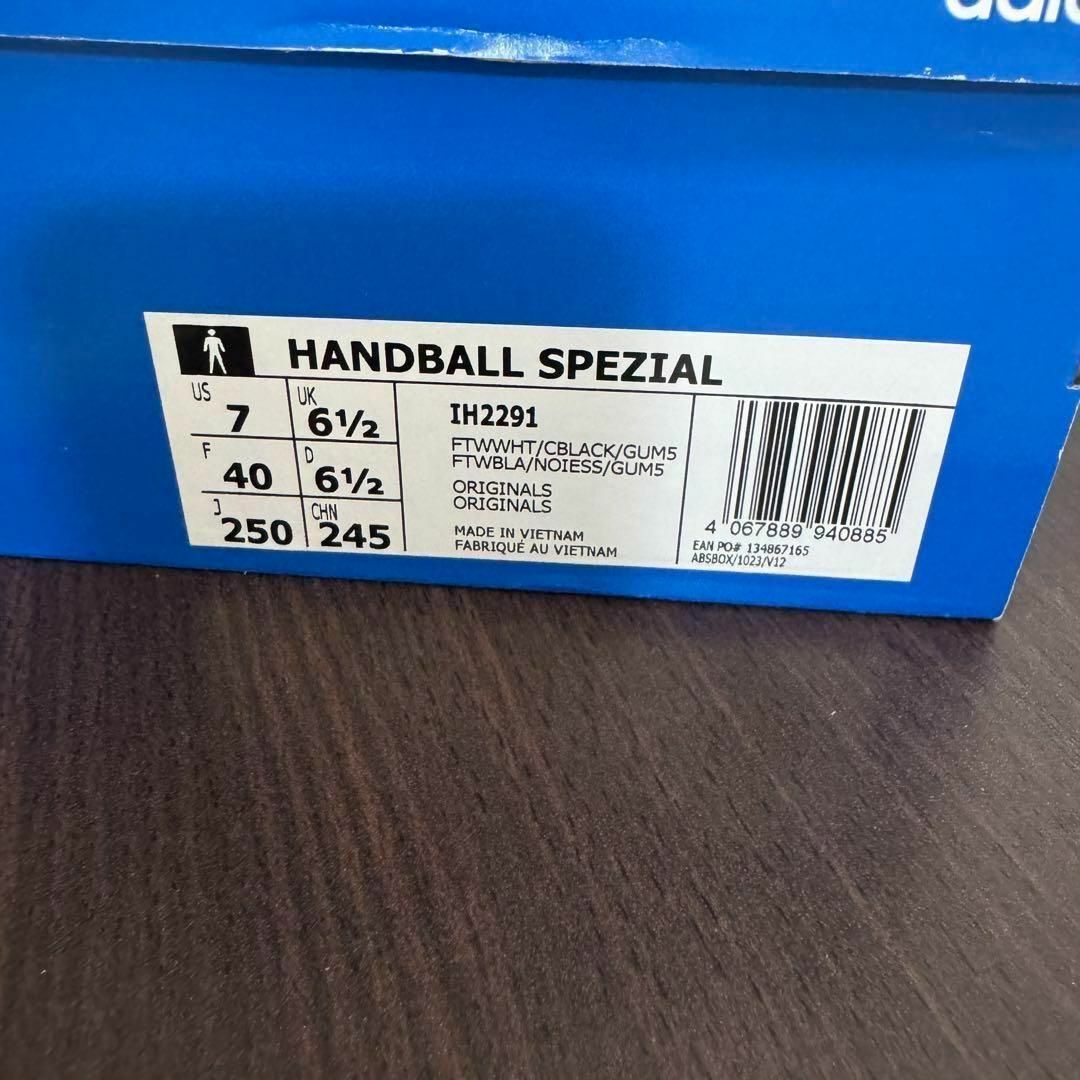 HANDBALL SPEZIAL
US 7 UK 6½
F 40 D 6½
J 250 CHN 245
IH2291
FTWWHT/CBLACK/GUM5
FTWBLA/NOIESS/GUM5
ORIGINALS
ORIGINALS
MADE IN VIETNAM
FABRIQUÉ AU VIETNAM
4 067889 940885
EAN PO# 134867165
ABSBOX/1023/V12